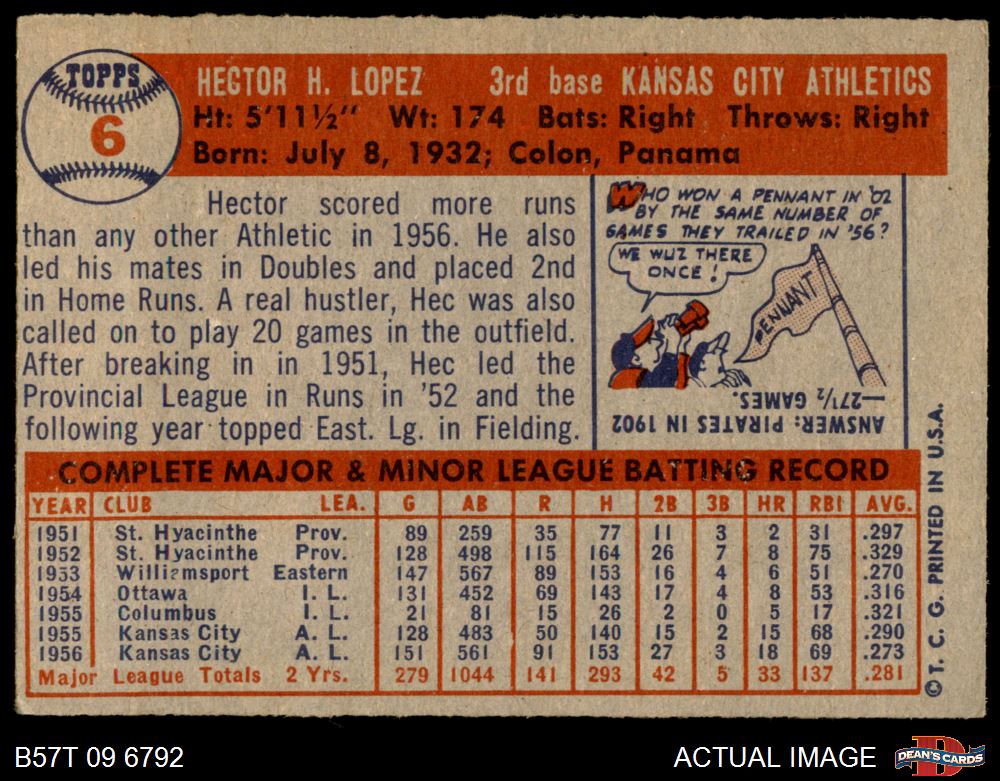 TOPPS
6
HECTOR H. LOPEZ 3rd base KANSAS CITY ATHLETICS
Ht: 5'11½" Wt: 174 Bats: Right Throws: Right
Born: July 8, 1932; Colon, Panama
Hector scored more runs
than any other Athletic in 1956. He also
led his mates in Doubles and placed 2nd
in Home Runs. A real hustler, Hec was also
called on to play 20 games in the outfield.
After breaking in in 1951, Hec led the
Provincial League in Runs in '52 and the
following year topped East. Lg. in Fielding.
WHO WON A PENNANT IN '02
BY THE SAME NUMBER OF
GAMES THEY TRAILED IN '56?
WE WUZ THERE
ONCE!
PENNANT
ANSWER: PIRATES IN 1902
—27½ GAMES.
COMPLETE MAJOR & MINOR LEAGUE BATTING RECORD
YEAR CLUB LEA. G AB R H 2B 3B HR RBI AVG.
1951 St. Hyacinthe Prov. 89 259 35 77 11 3 2 31 .297
1952 St. Hyacinthe Prov. 128 498 115 164 26 7 8 75 .329
1953 Williamsport Eastern 147 567 89 153 16 4 6 51 .270
1954 Ottawa I. L. 131 452 69 143 17 4 8 53 .316
1955 Columbus I. L. 21 81 15 26 2 0 5 17 .321
1955 Kansas City A. L. 128 483 50 140 15 2 15 68 .290
1956 Kansas City A. L. 151 561 91 153 27 3 18 69 .273
Major League Totals 2 Yrs. 279 1044 141 293 42 5 33 137 .281
© T. C. G. PRINTED IN U.S.A.
B57T 09 6792
ACTUAL IMAGE
DEAN'S CARDS